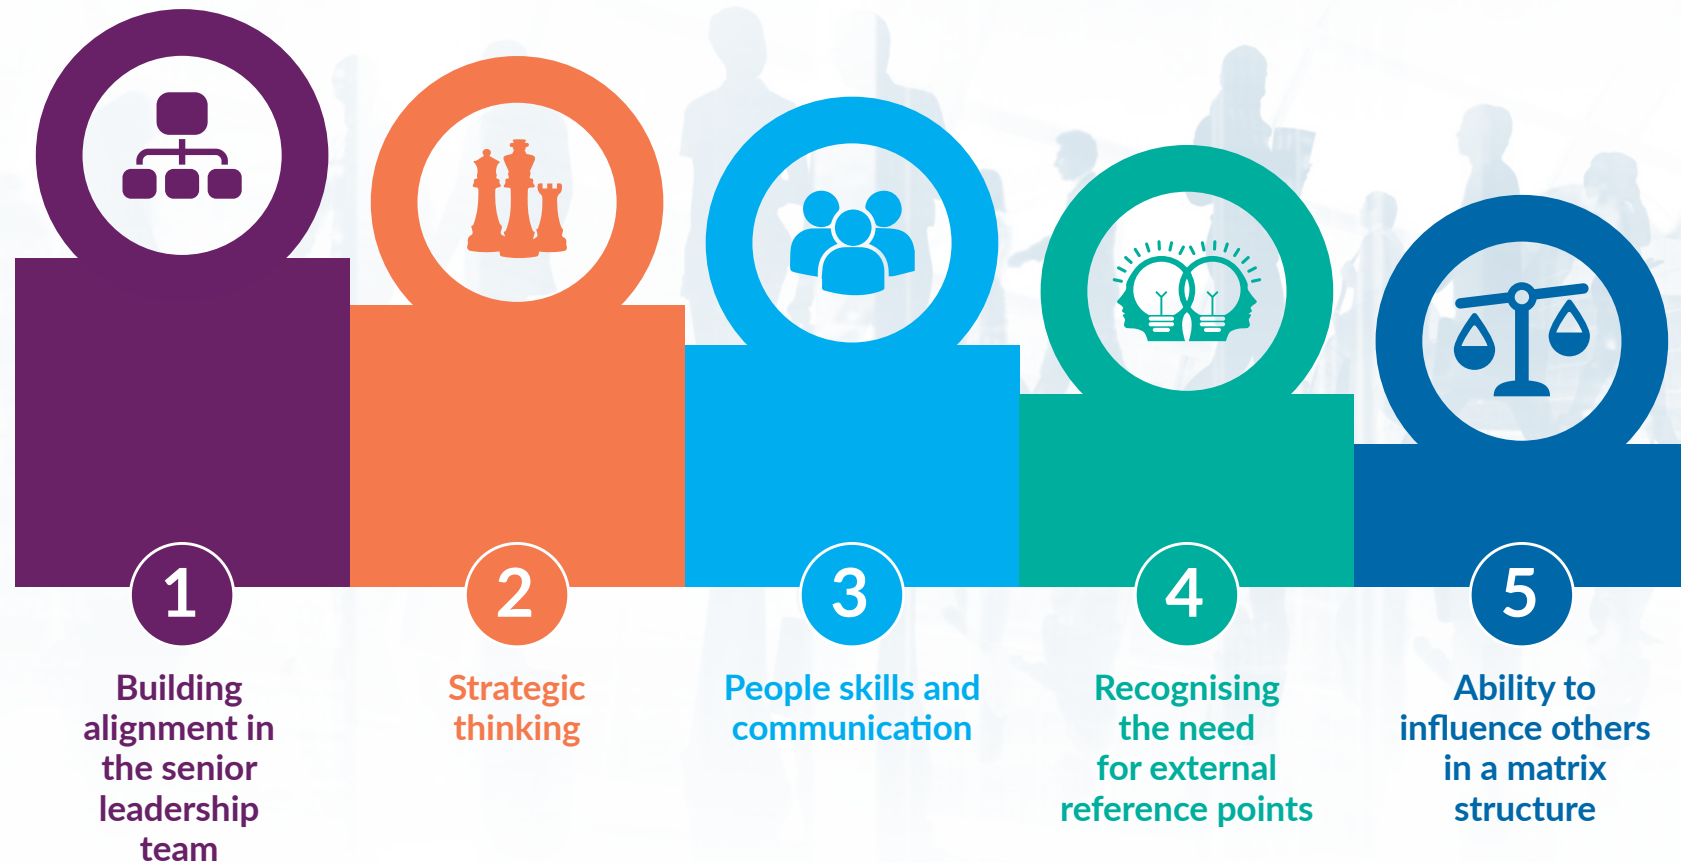 1
Building
alignment in
the senior
leadership
team
2
Strategic
thinking
3
People skills and
communication
4
Recognising
the need
for external
reference points
5
Ability to
influence others
in a matrix
structure